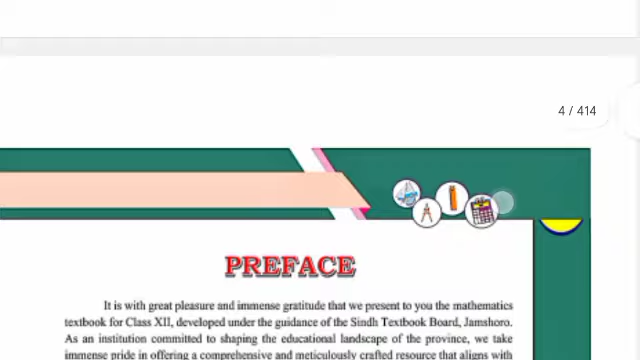 4 / 414
PREFACE
It is with great pleasure and immense gratitude that we present to you the mathematics
textbook for Class XII, developed under the guidance of the Sindh Textbook Board, Jamshoro.
As an institution committed to shaping the educational landscape of the province, we take
immense pride in offering a comprehensive and meticulously crafted resource that aligns with